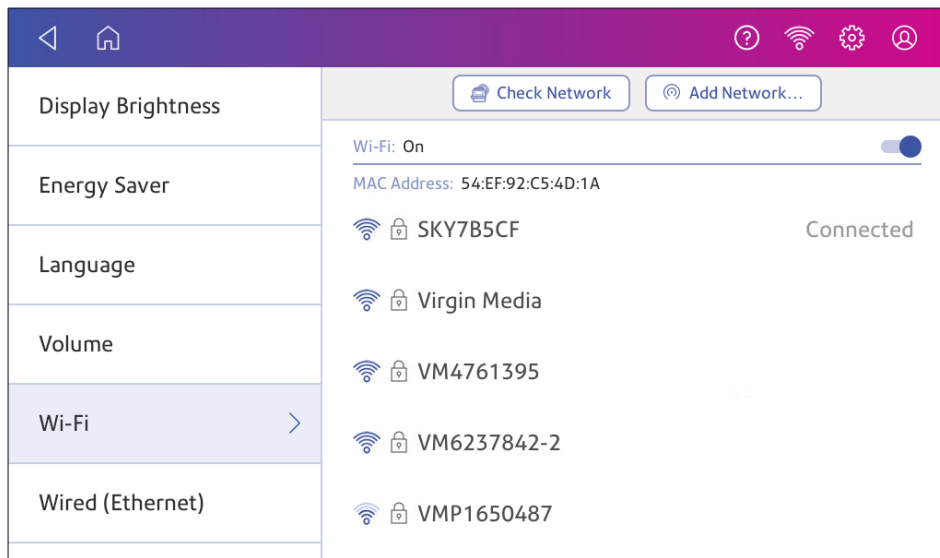 Display Brightness
Energy Saver
Language
Volume
Wi-Fi
Wired (Ethernet)
Check Network
Add Network...
Wi-Fi: On
MAC Address: 54:EF:92:C5:4D:1A
SKY7B5CF Connected
Virgin Media
VM4761395
VM6237842-2
VMP1650487